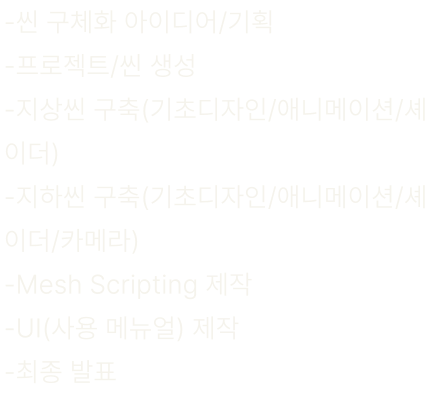 -씬 구체화 아이디어/기획
-프로젝트/씬 생성
-지상씬 구축(기초디자인/애니메이션/셰
이더)
-지하씬 구축(기초디자인/애니메이션/셰
이더/카메라)
-Mesh Scripting 제작
-UI(사용 메뉴얼) 제작
-최종 발표